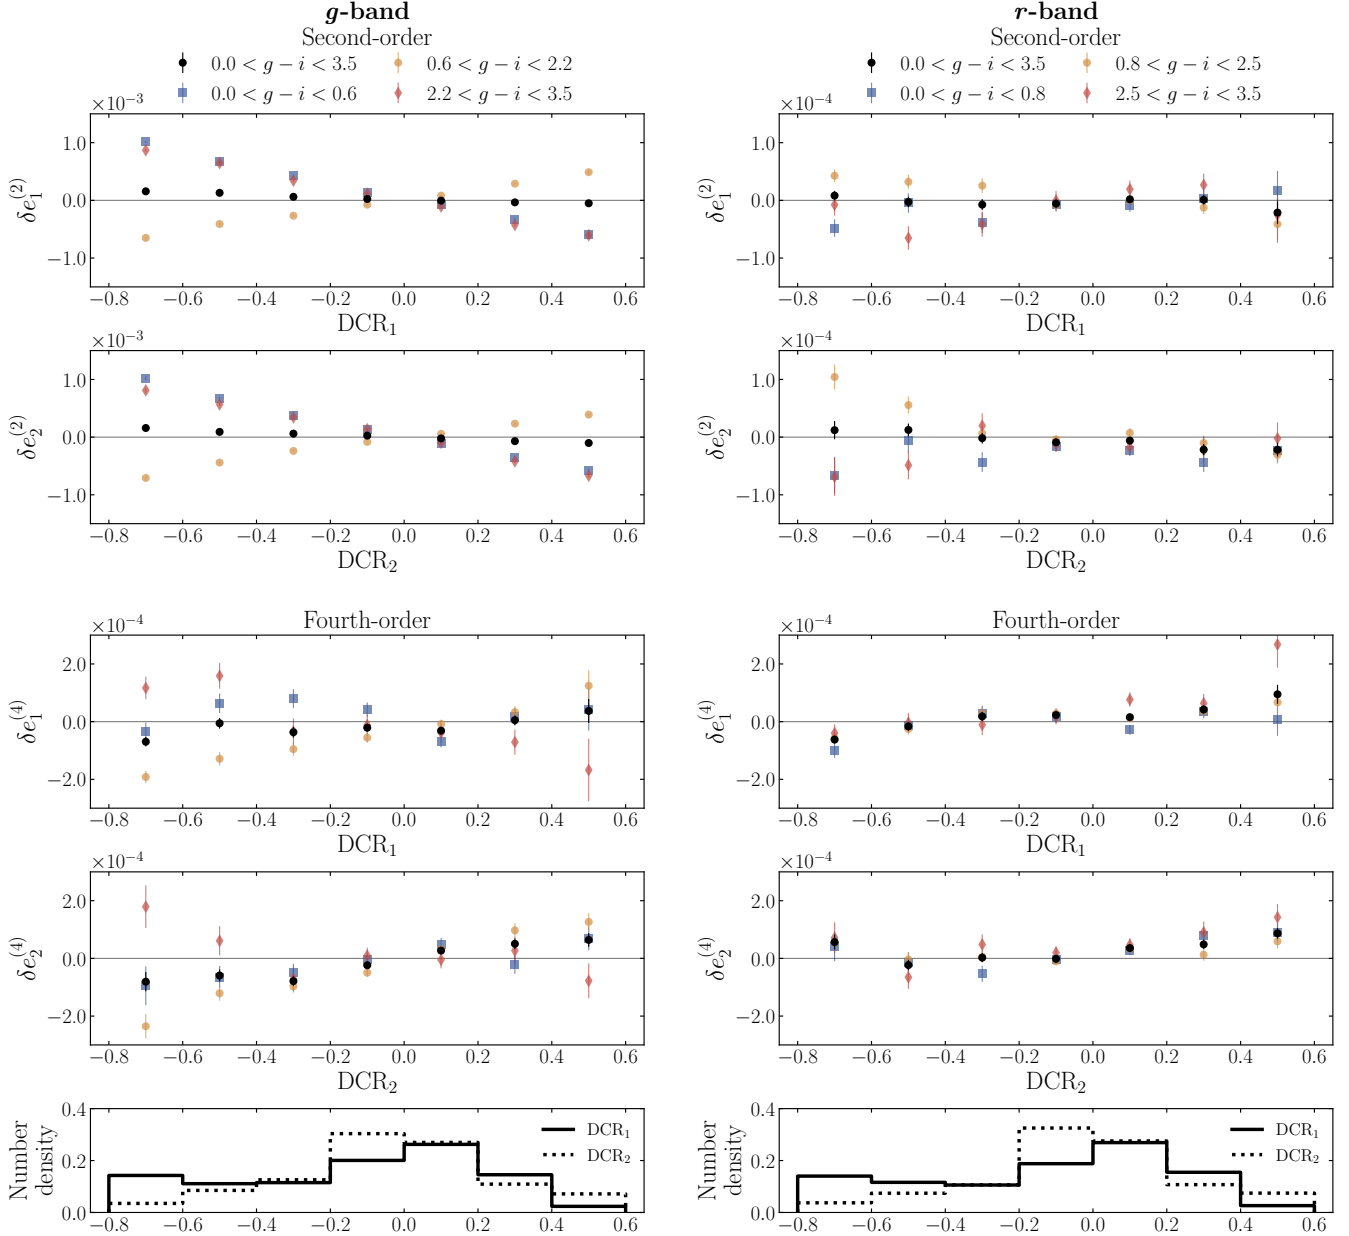 g-band
Second-order
0.0 < g − i < 3.5
0.6 < g − i < 2.2
0.0 < g − i < 0.6
2.2 < g − i < 3.5
×10⁻³
1.0
0.0
−1.0
δe₁⁽²⁾
−0.8 −0.6 −0.4 −0.2 0.0 0.2 0.4 0.6
DCR₁
×10⁻³
1.0
0.0
−1.0
δe₂⁽²⁾
−0.8 −0.6 −0.4 −0.2 0.0 0.2 0.4 0.6
DCR₂
Fourth-order
×10⁻⁴
2.0
0.0
−2.0
δe₁⁽⁴⁾
−0.8 −0.6 −0.4 −0.2 0.0 0.2 0.4 0.6
DCR₁
×10⁻⁴
2.0
0.0
−2.0
δe₂⁽⁴⁾
−0.8 −0.6 −0.4 −0.2 0.0 0.2 0.4 0.6
DCR₂
0.4
0.2
0.0
Number
density
DCR₁
DCR₂
−0.8 −0.6 −0.4 −0.2 0.0 0.2 0.4 0.6
r-band
Second-order
0.0 < g − i < 3.5
0.8 < g − i < 2.5
0.0 < g − i < 0.8
2.5 < g − i < 3.5
×10⁻⁴
1.0
0.0
−1.0
δe₁⁽²⁾
−0.8 −0.6 −0.4 −0.2 0.0 0.2 0.4 0.6
DCR₁
×10⁻⁴
1.0
0.0
−1.0
δe₂⁽²⁾
−0.8 −0.6 −0.4 −0.2 0.0 0.2 0.4 0.6
DCR₂
Fourth-order
×10⁻⁴
2.0
0.0
−2.0
δe₁⁽⁴⁾
−0.8 −0.6 −0.4 −0.2 0.0 0.2 0.4 0.6
DCR₁
×10⁻⁴
2.0
0.0
−2.0
δe₂⁽⁴⁾
−0.8 −0.6 −0.4 −0.2 0.0 0.2 0.4 0.6
DCR₂
0.4
0.2
0.0
Number
density
DCR₁
DCR₂
−0.8 −0.6 −0.4 −0.2 0.0 0.2 0.4 0.6